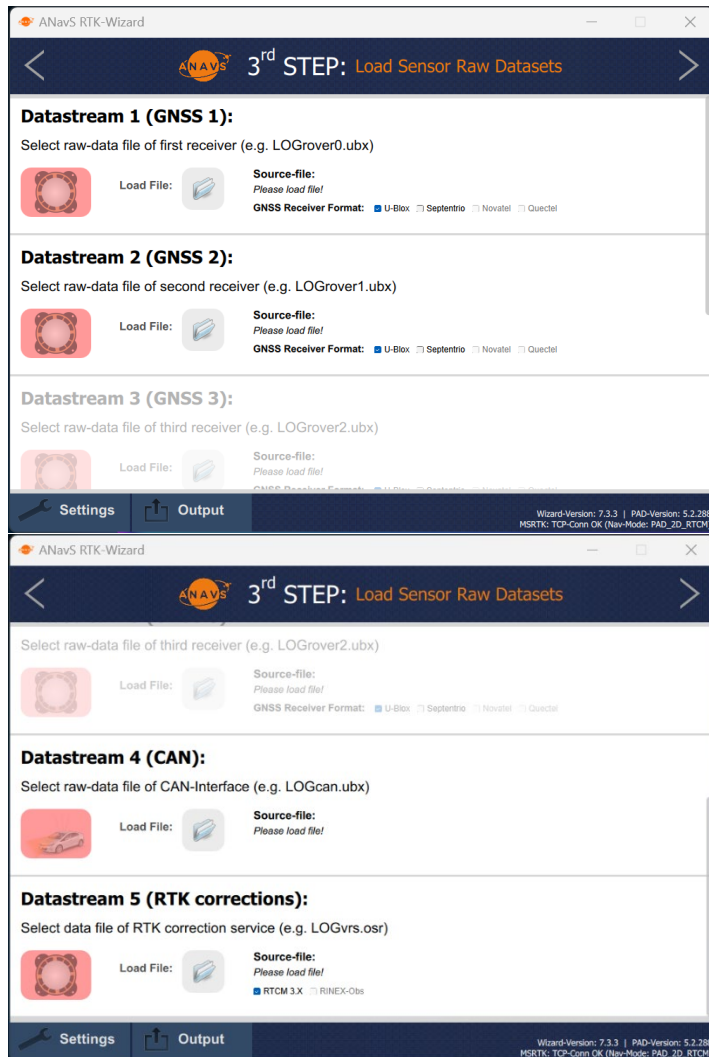 ANavS RTK-Wizard
ANAVS 3rd STEP: Load Sensor Raw Datasets
Datastream 1 (GNSS 1):
Select raw-data file of first receiver (e.g. LOGrover0.ubx)
Load File:
Source-file:
Please load file!
GNSS Receiver Format: U-Blox Septentrio Novatel Quectel
Datastream 2 (GNSS 2):
Select raw-data file of second receiver (e.g. LOGrover1.ubx)
Load File:
Source-file:
Please load file!
GNSS Receiver Format: U-Blox Septentrio Novatel Quectel
Datastream 3 (GNSS 3):
Select raw-data file of third receiver (e.g. LOGrover2.ubx)
Load File:
Source-file:
Please load file!
GNSS Receiver Format: U-Blox Septentrio Novatel Quectel
Settings Output
Wizard-Version: 7.3.3 | PAD-Version: 5.2.288
MSRTK: TCP-Conn OK (Nav-Mode: PAD_2D_RTCM)
ANavS RTK-Wizard
ANAVS 3rd STEP: Load Sensor Raw Datasets
Select raw-data file of third receiver (e.g. LOGrover2.ubx)
Load File:
Source-file:
Please load file!
GNSS Receiver Format: U-Blox Septentrio Novatel Quectel
Datastream 4 (CAN):
Select raw-data file of CAN-Interface (e.g. LOGcan.ubx)
Load File:
Source-file:
Please load file!
Datastream 5 (RTK corrections):
Select data file of RTK correction service (e.g. LOGvrs.osr)
Load File:
Source-file:
Please load file!
RTCM 3.X RINEX-Obs
Settings Output
Wizard-Version: 7.3.3 | PAD-Version: 5.2.288
MSRTK: TCP-Conn OK (Nav-Mode: PAD_2D_RTCM)